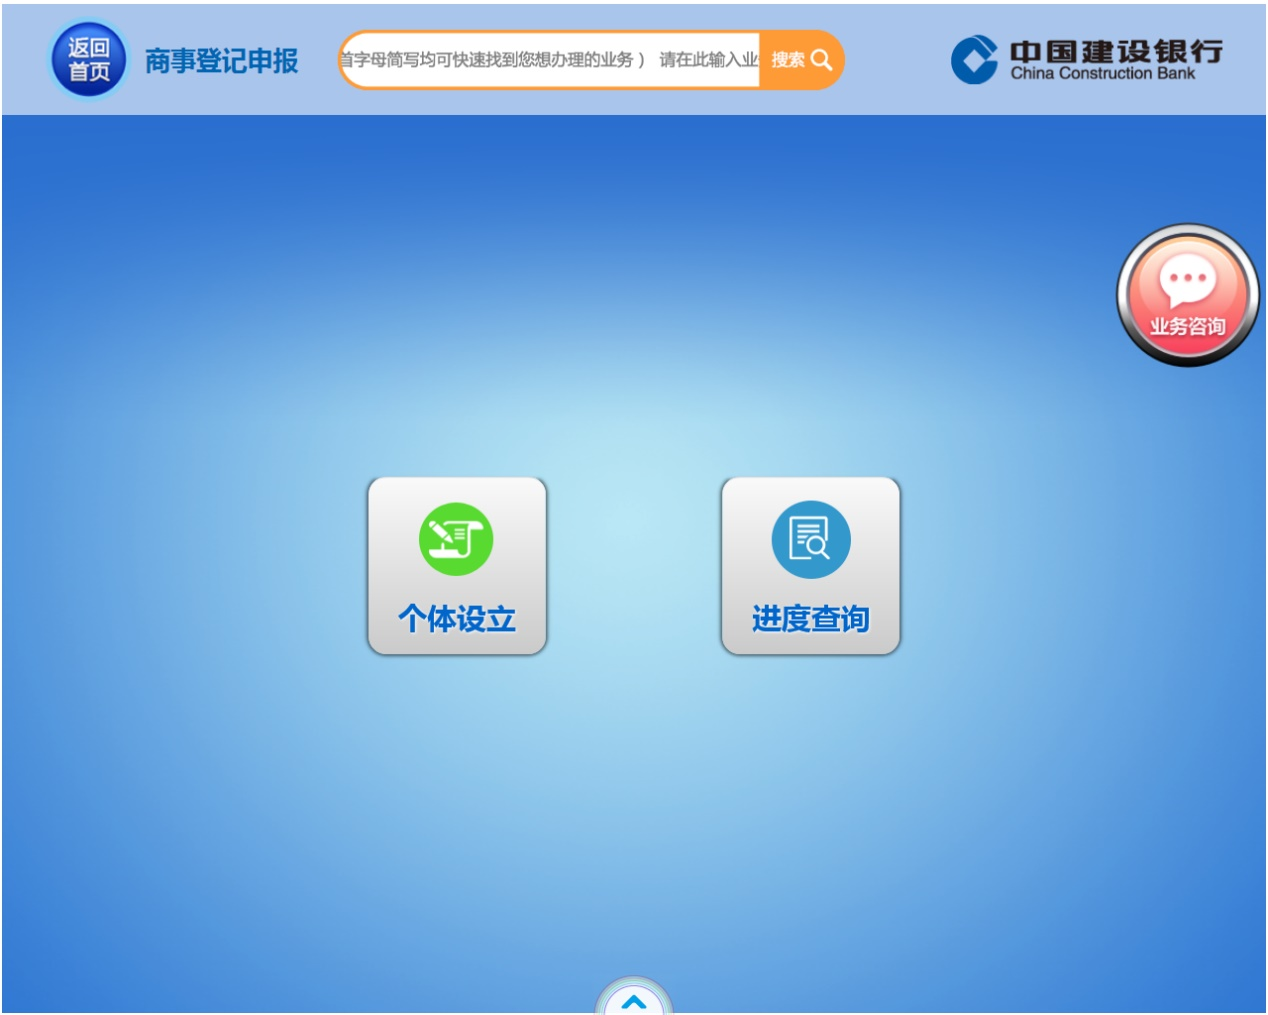 返回
首页
商事登记申报
首字母简写均可快速找到您想办理的业务） 请在此输入业
搜索
中国建设银行
China Construction Bank
业务咨询
个体设立
进度查询